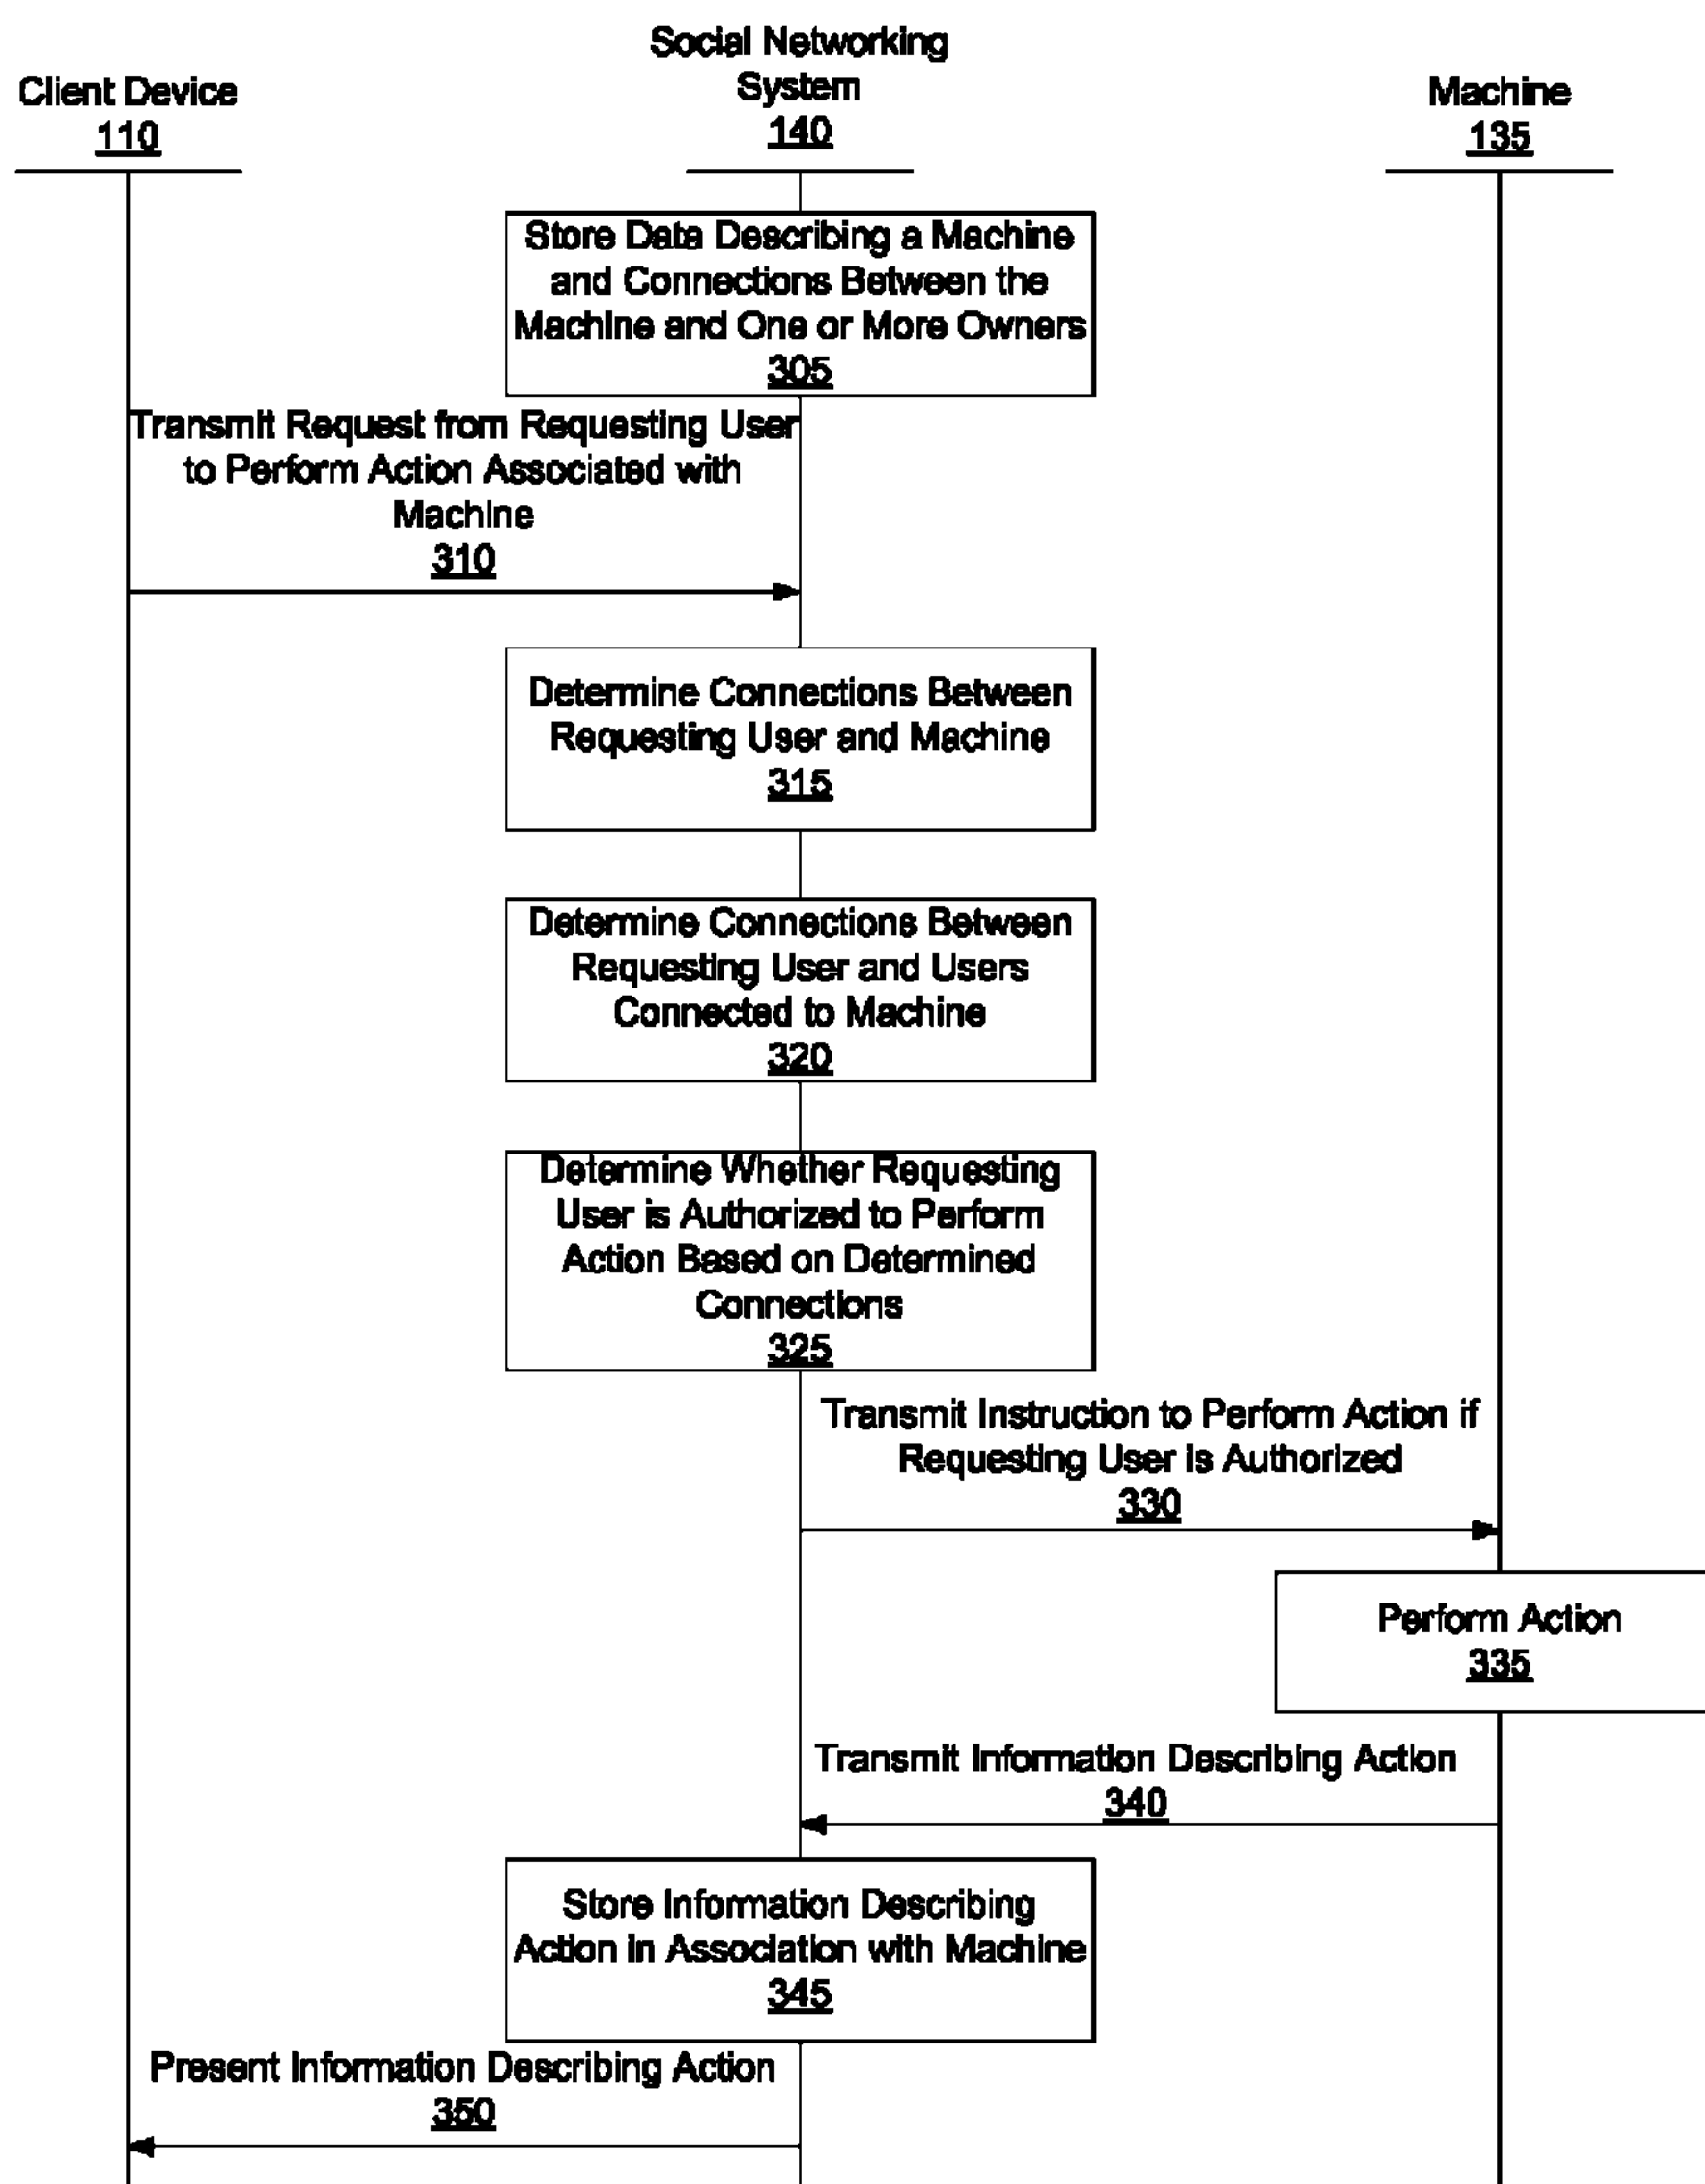 Social Networking
System
140
Client Device
110
Machine
135
Store Data Describing a Machine
and Connections Between the
Machine and One or More Owners
305
Transmit Request from Requesting User
to Perform Action Associated with
Machine
310
Determine Connections Between
Requesting User and Machine
315
Determine Connections Between
Requesting User and Users
Connected to Machine
320
Determine Whether Requesting
User is Authorized to Perform
Action Based on Determined
Connections
325
Transmit Instruction to Perform Action if
Requesting User is Authorized
330
Perform Action
335
Transmit Information Describing Action
340
Store Information Describing
Action in Association with Machine
345
Present Information Describing Action
350